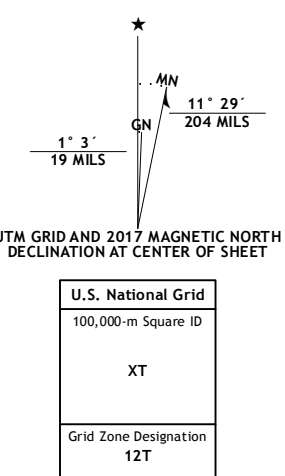 ★
MN
11° 29´
204 MILS
GN
1° 3´
19 MILS
UTM GRID AND 2017 MAGNETIC NORTH
DECLINATION AT CENTER OF SHEET
U.S. National Grid
100,000-m Square ID
XT
Grid Zone Designation
12T